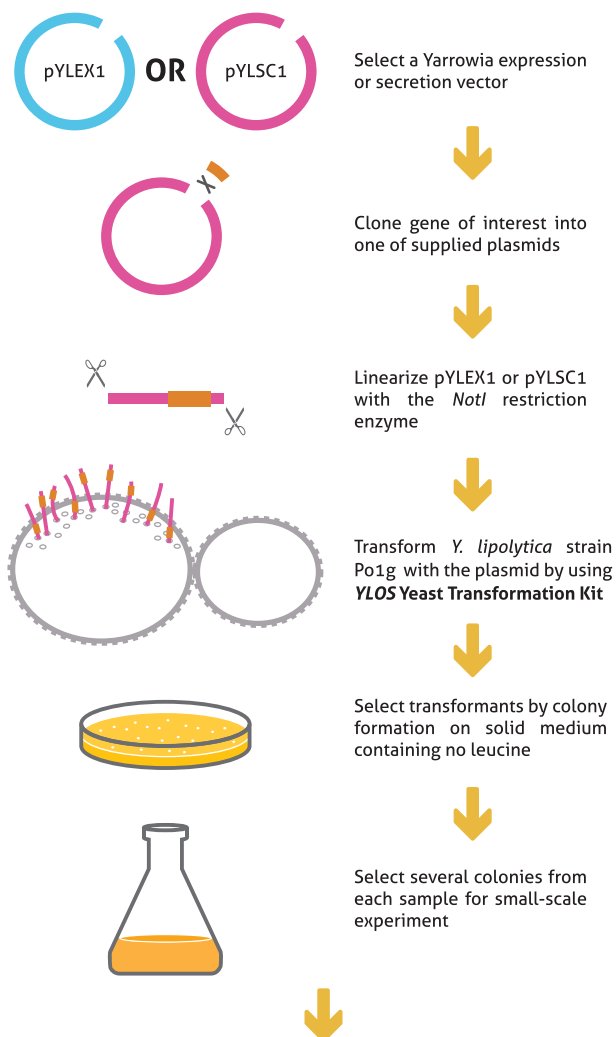 pYLEX1 OR pYLSC1
Select a Yarrowia expression
or secretion vector
Clone gene of interest into
one of supplied plasmids
Linearize pYLEX1 or pYLSC1
with the NotI restriction
enzyme
Transform Y. lipolytica strain
Po1g with the plasmid by using
YLOS Yeast Transformation Kit
Select transformants by colony
formation on solid medium
containing no leucine
Select several colonies from
each sample for small-scale
experiment